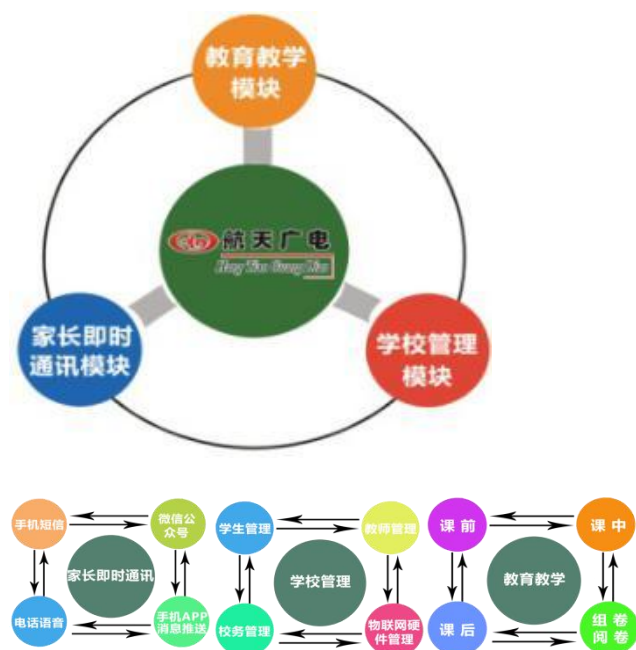 教育教学
模块
航天广电
Hang Tian Guang Dian
家长即时
通讯模块
学校管理
模块
手机短信
微信公
众号
家长即时通讯
电话语音
手机APP
消息推送
学生管理
教师管理
学校管理
校务管理
物联网硬
件管理
课前
课中
教育教学
课后
组卷
阅卷